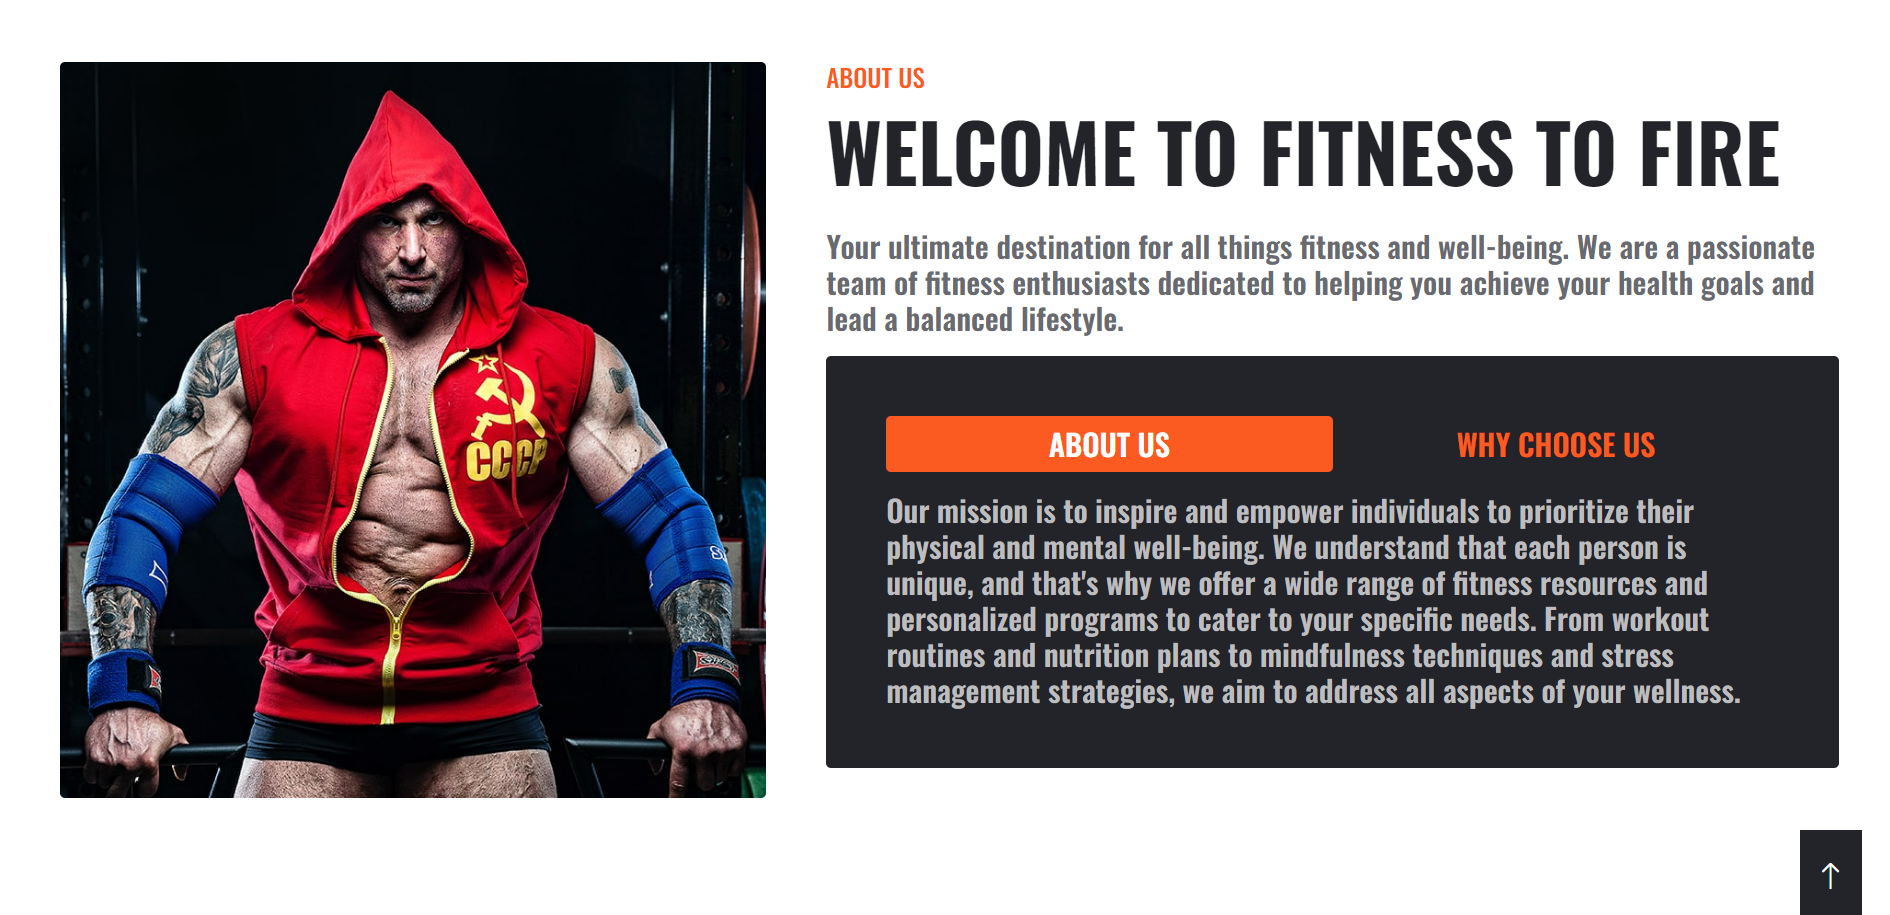 ABOUT US
WELCOME TO FITNESS TO FIRE
Your ultimate destination for all things fitness and well-being. We are a passionate
team of fitness enthusiasts dedicated to helping you achieve your health goals and
lead a balanced lifestyle.
CCCP
ABOUT US
WHY CHOOSE US
Our mission is to inspire and empower individuals to prioritize their
physical and mental well-being. We understand that each person is
unique, and that's why we offer a wide range of fitness resources and
personalized programs to cater to your specific needs. From workout
routines and nutrition plans to mindfulness techniques and stress
management strategies, we aim to address all aspects of your wellness.